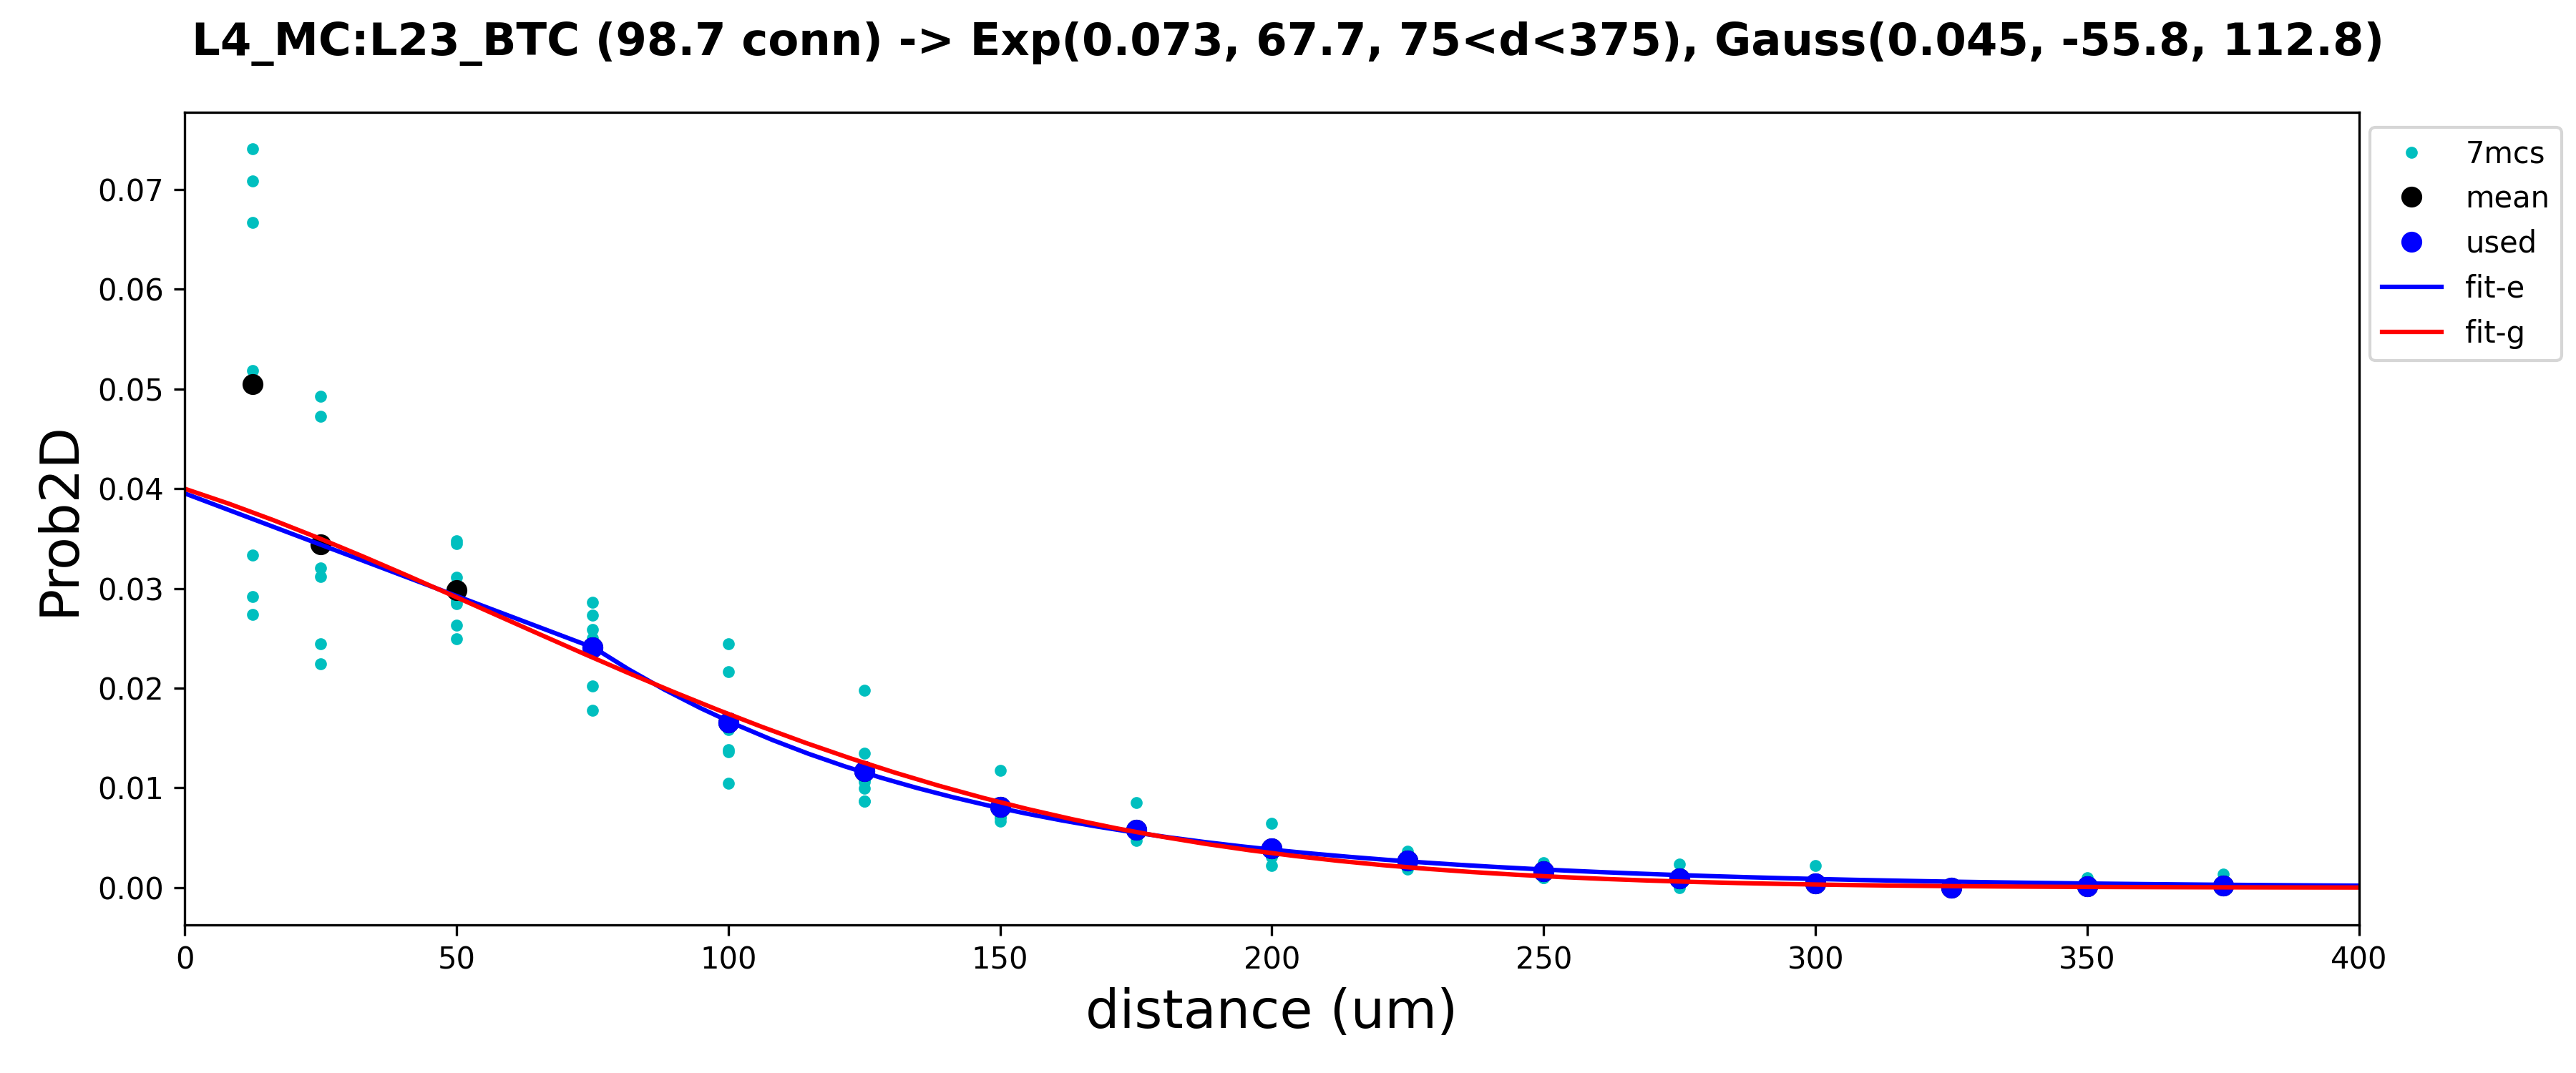 L4_MC:L23_BTC (98.7 conn) -> Exp(0.073, 67.7, 75<d<375), Gauss(0.045, -55.8, 112.8)
7mcs
mean
used
fit-e
fit-g
0.07
0.06
0.05
0.04
0.03
0.02
0.01
0.00
Prob2D
0 50 100 150 200 250 300 350 400
distance (um)